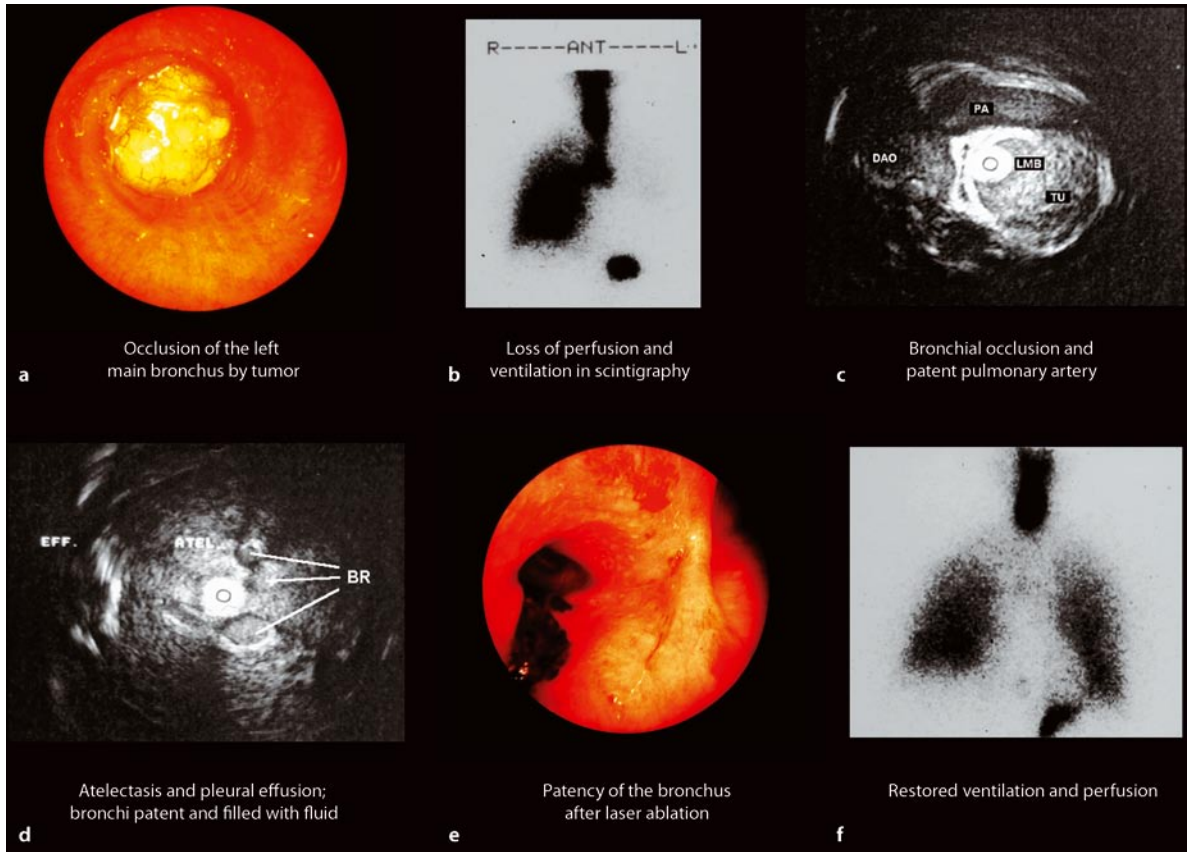 R-----ANT-----L··
PA
DAO
LMB
TU
a
Occlusion of the left
main bronchus by tumor
b
Loss of perfusion and
ventilation in scintigraphy
c
Bronchial occlusion and
patent pulmonary artery
EFF.
ATEL.
BR
d
Atelectasis and pleural effusion;
bronchi patent and filled with fluid
e
Patency of the bronchus
after laser ablation
f
Restored ventilation and perfusion